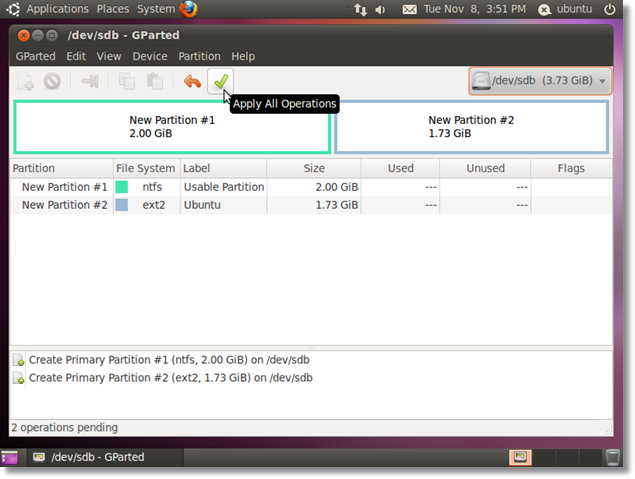 Applications Places System Tue Nov 8, 3:51 PM ubuntu
/dev/sdb - GParted
GParted Edit View Device Partition Help
/dev/sdb (3.73 GiB)
Apply All Operations
New Partition #1 New Partition #2
2.00 GiB 1.73 GiB
Partition File System Label Size Used Unused Flags
New Partition #1 ntfs Usable Partition 2.00 GiB --- ---
New Partition #2 ext2 Ubuntu 1.73 GiB --- ---
Create Primary Partition #1 (ntfs, 2.00 GiB) on /dev/sdb
Create Primary Partition #2 (ext2, 1.73 GiB) on /dev/sdb
2 operations pending
/dev/sdb - GParted